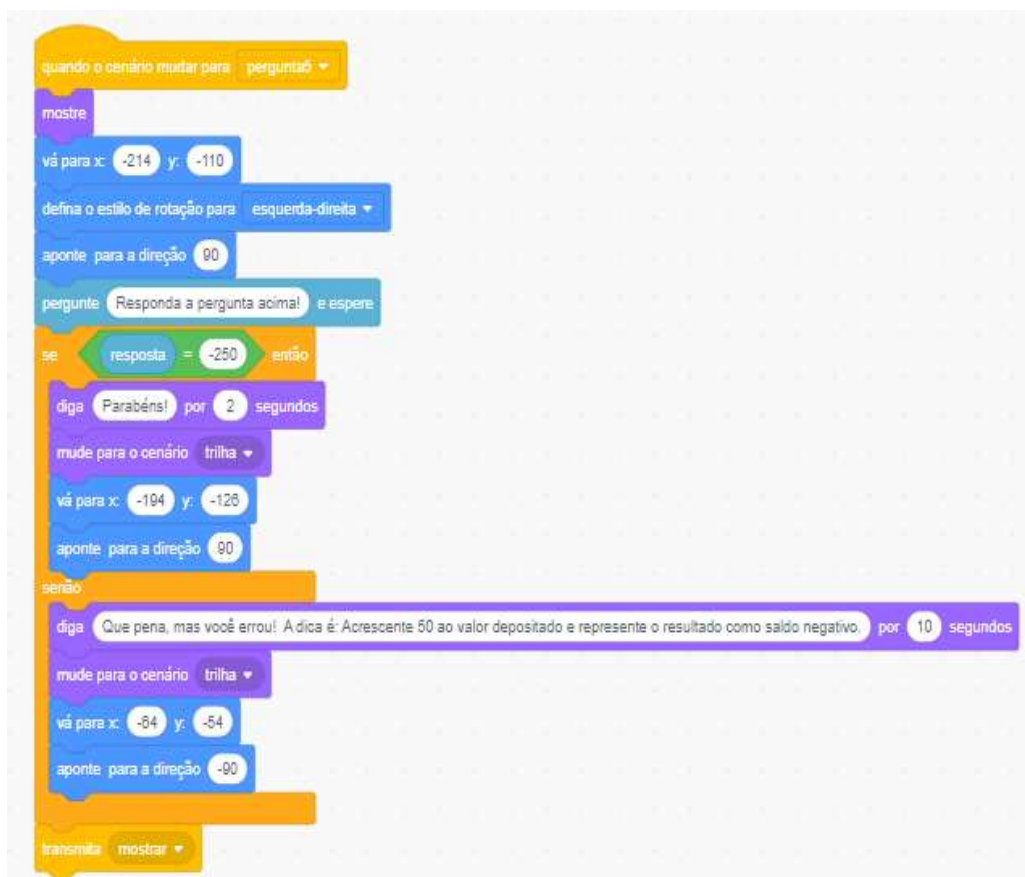 quando o cenário mudar para pergunta5
mostre
vá para x: -214 y: -110
defina o estilo de rotação para esquerda-direita
aponte para a direção 90
pergunte Responda a pergunta acima! e espere
se resposta = -250 então
diga Parabéns! por 2 segundos
mude para o cenário trilha
vá para x: -194 y: -126
aponte para a direção 90
senão
diga Que pena, mas você errou! A dica é: Acrescente 50 ao valor depositado e represente o resultado como saldo negativo. por 10 segundos
mude para o cenário trilha
vá para x: -64 y: -54
aponte para a direção -90
transmita mostrar